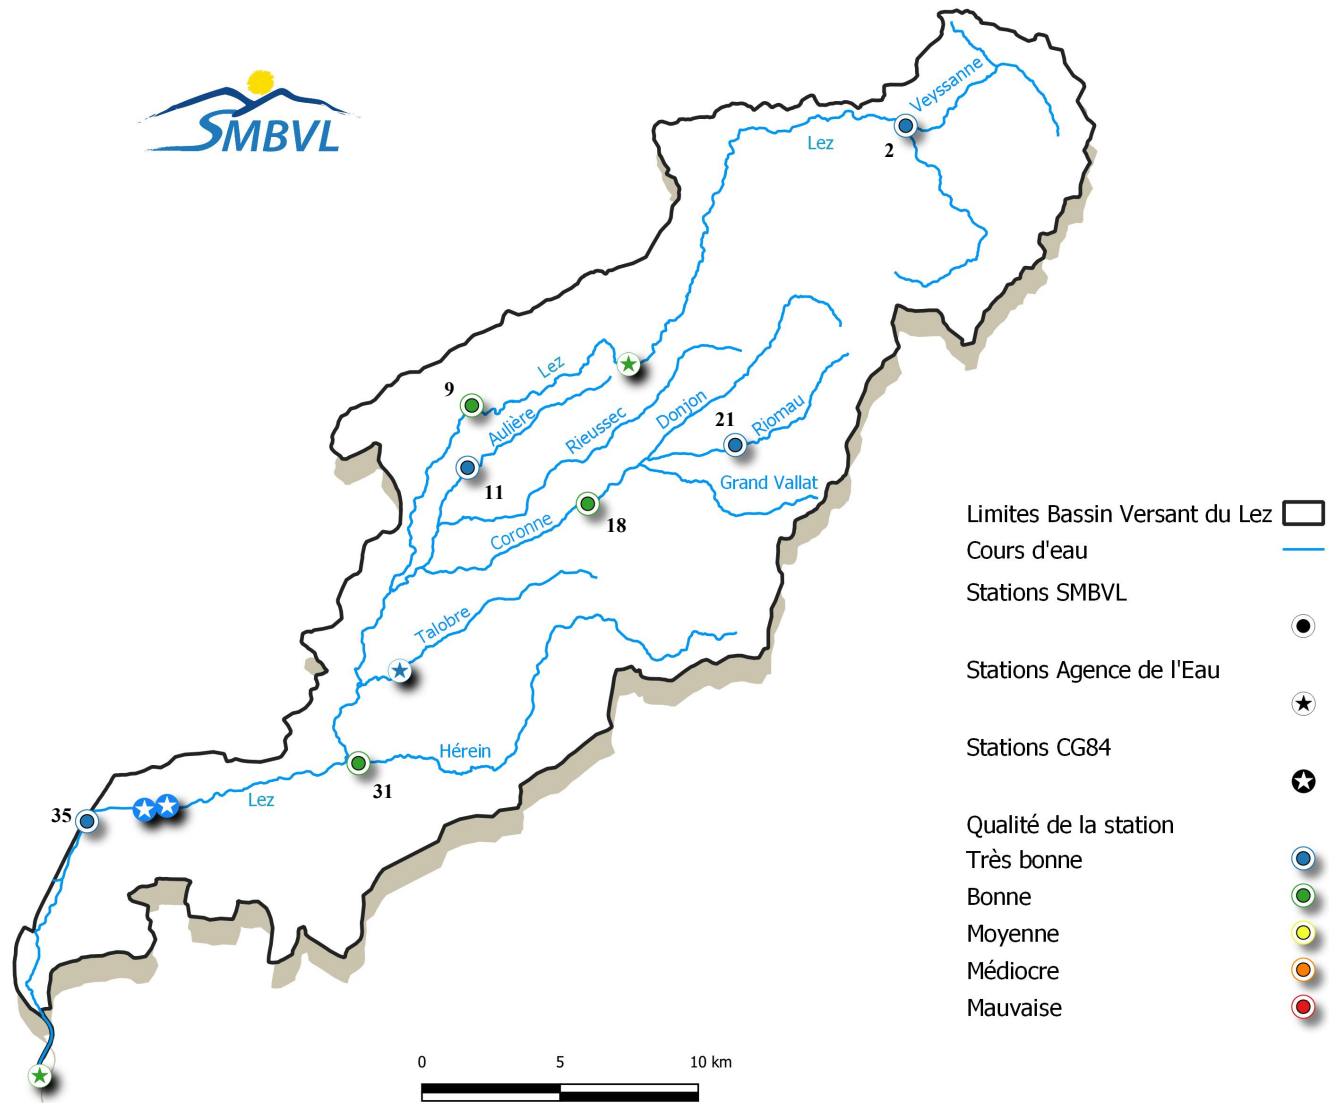 SMBVL
Veyssanne
Lez
2
Lez
9
Aulière
Rieussec
Donjon
21
Riomau
11
Grand Vallat
18
Coronne
Talobre
Hérein
31
Lez
35
Limites Bassin Versant du Lez
Cours d'eau
Stations SMBVL
Stations Agence de l'Eau
Stations CG84
Qualité de la station
Très bonne
Bonne
Moyenne
Médiocre
Mauvaise
0 5 10 km